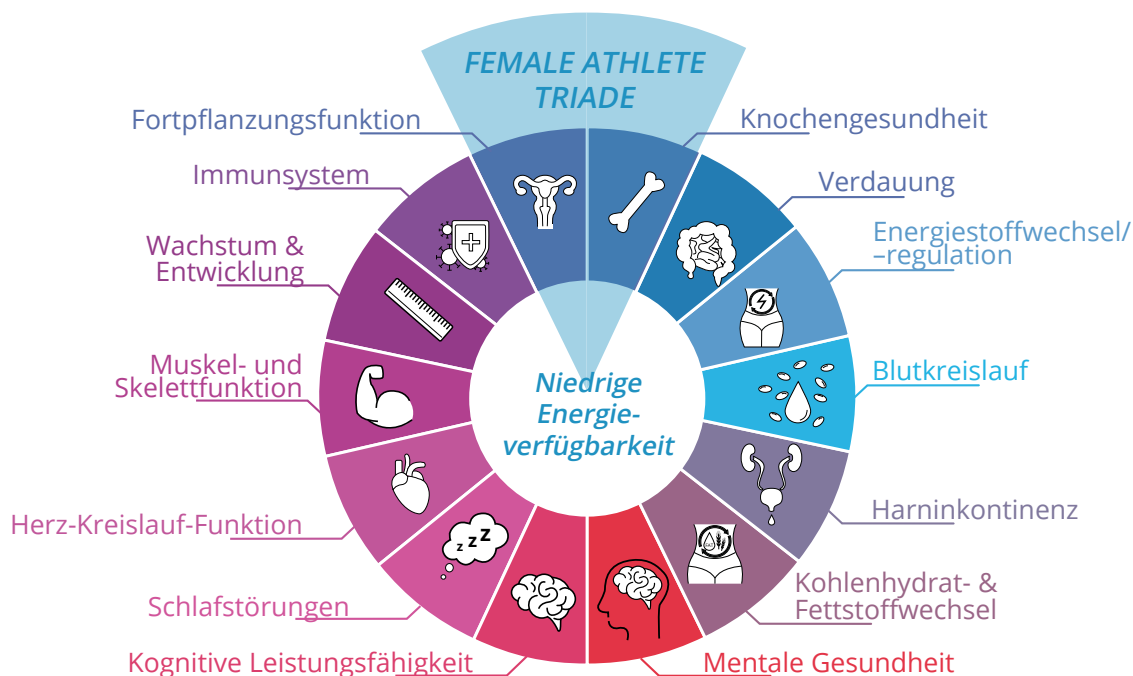 FEMALE ATHLETE
TRIADE
Fortpflanzungsfunktion
Knochengesundheit
Immunsystem
Verdauung
Wachstum &
Entwicklung
Energiestoffwechsel/
–regulation
Muskel- und
Skelettfunktion
Blutkreislauf
Niedrige
Energie-
verfügbarkeit
Herz-Kreislauf-Funktion
Harninkontinenz
z z z
Schlafstörungen
Kohlenhydrat- &
Fettstoffwechsel
Kognitive Leistungsfähigkeit
Mentale Gesundheit